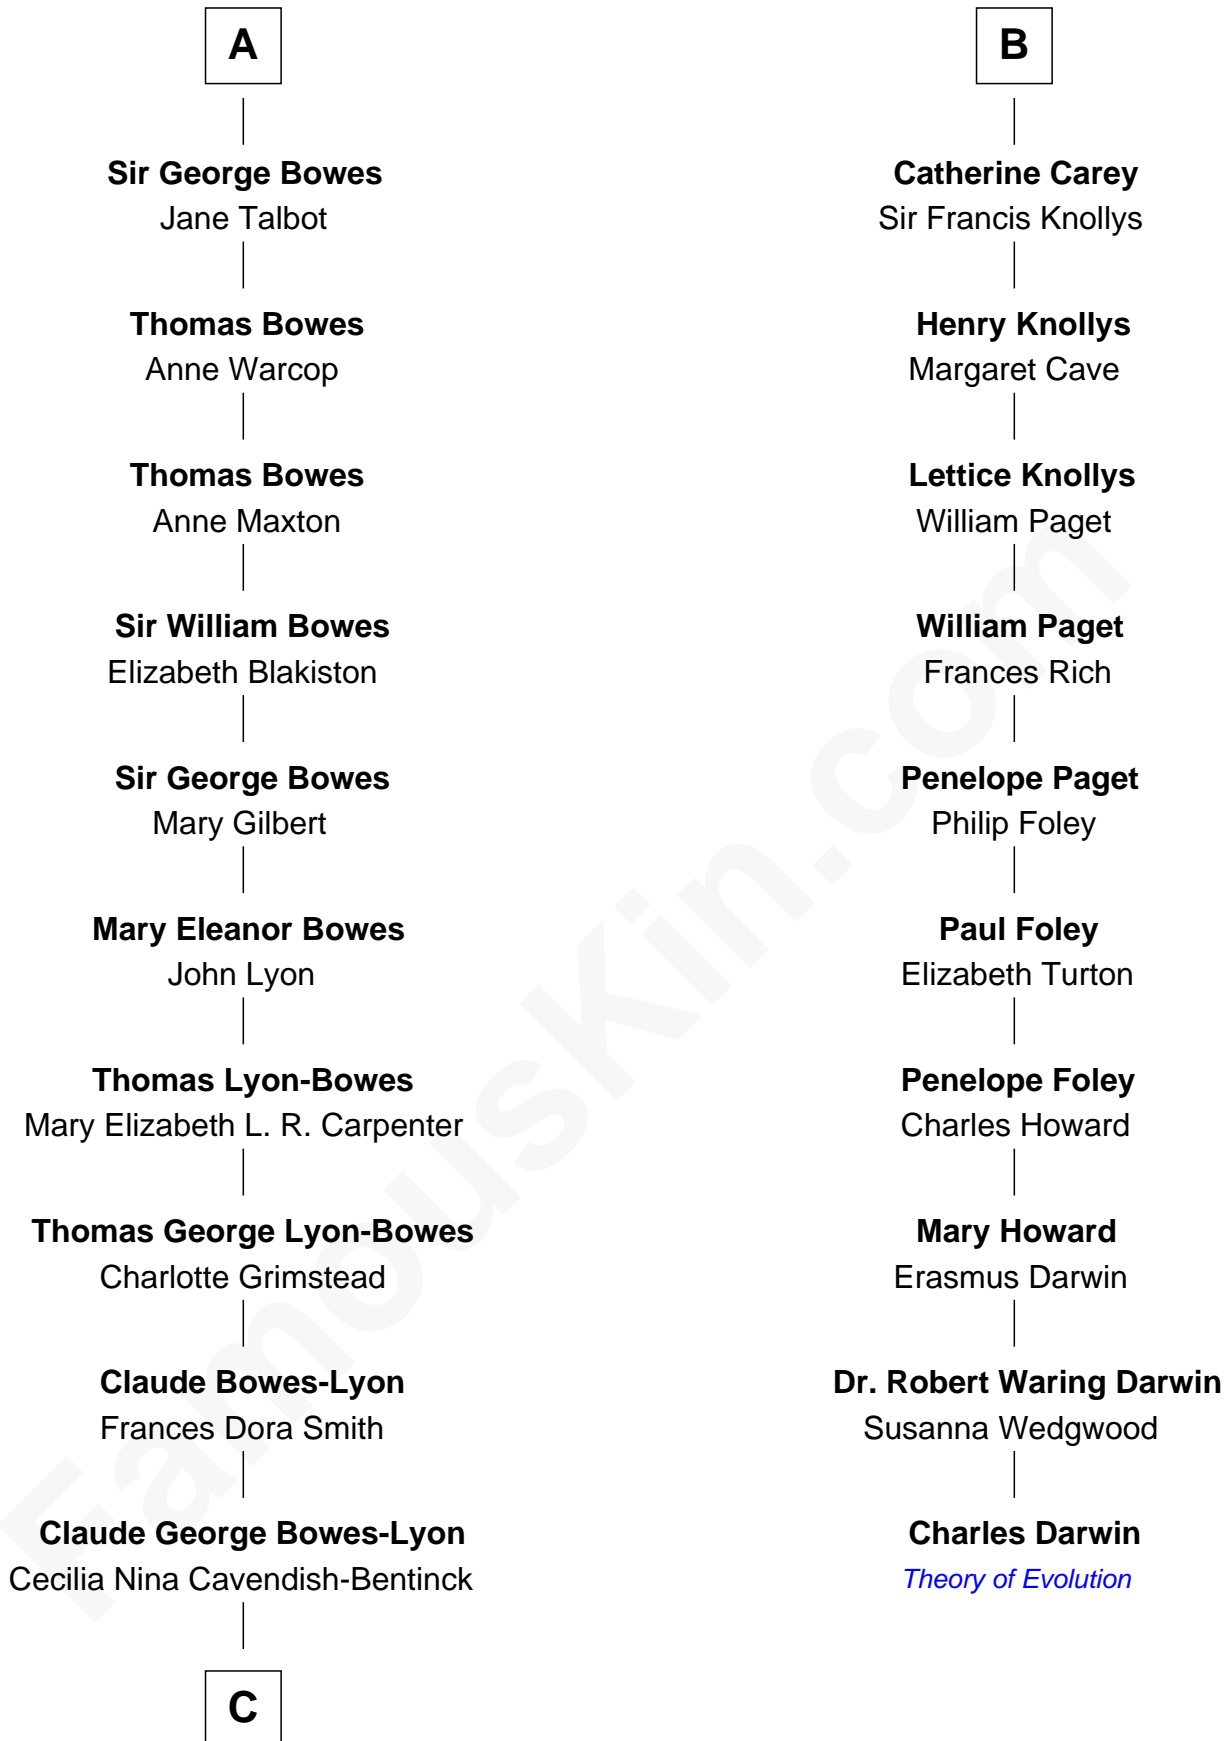 A
Sir George Bowes
Jane Talbot
Thomas Bowes
Anne Warcop
Thomas Bowes
Anne Maxton
Sir William Bowes
Elizabeth Blakiston
Sir George Bowes
Mary Gilbert
Mary Eleanor Bowes
John Lyon
Thomas Lyon-Bowes
Mary Elizabeth L. R. Carpenter
Thomas George Lyon-Bowes
Charlotte Grimstead
Claude Bowes-Lyon
Frances Dora Smith
Claude George Bowes-Lyon
Cecilia Nina Cavendish-Bentinck
C
B
Catherine Carey
Sir Francis Knollys
Henry Knollys
Margaret Cave
Lettice Knollys
William Paget
William Paget
Frances Rich
Penelope Paget
Philip Foley
Paul Foley
Elizabeth Turton
Penelope Foley
Charles Howard
Mary Howard
Erasmus Darwin
Dr. Robert Waring Darwin
Susanna Wedgwood
Charles Darwin
Theory of Evolution
FamousKin.com